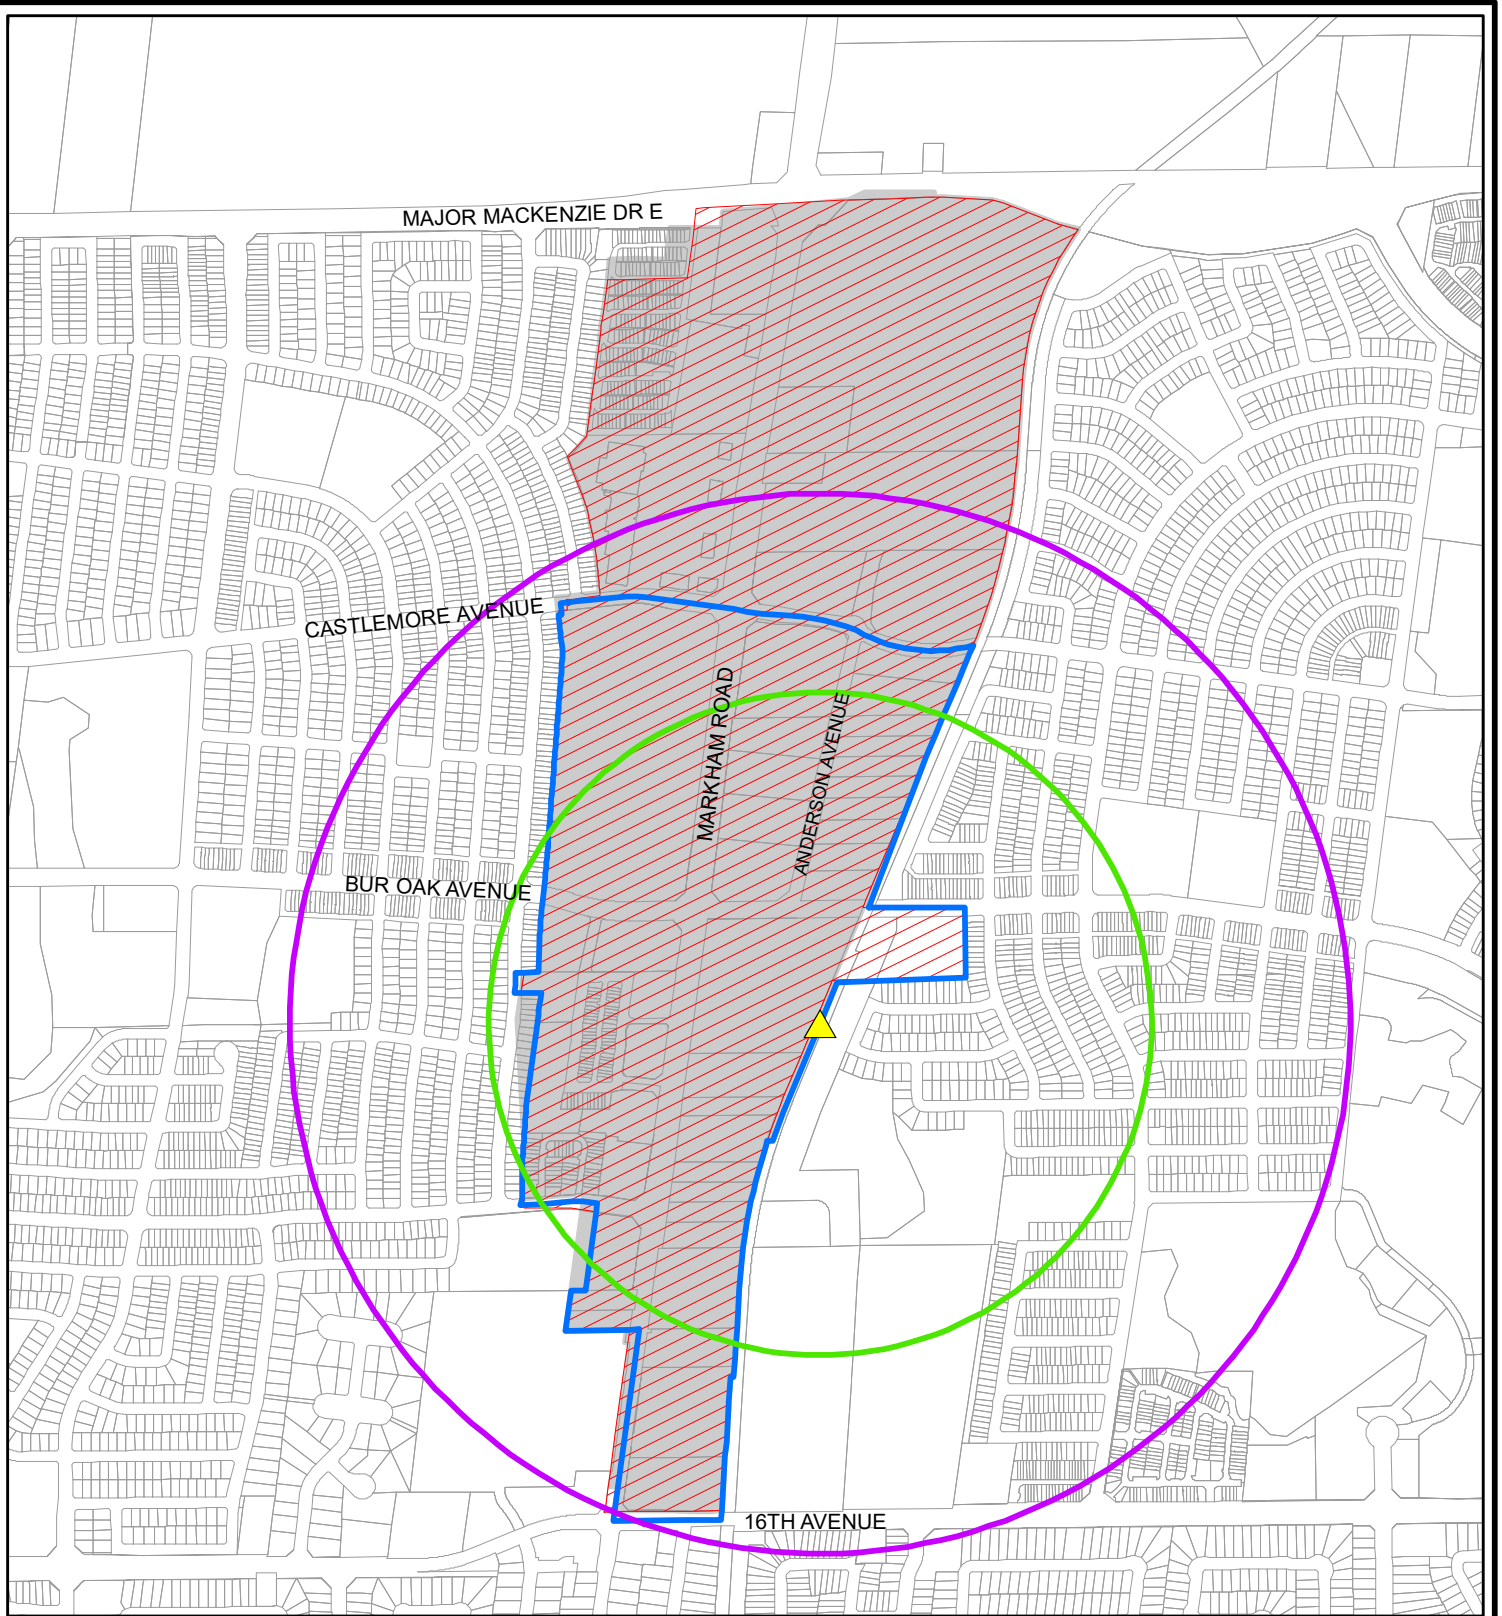 MAJOR MACKENZIE DR E
CASTLEMORE AVENUE
MARKHAM ROAD
ANDERSON AVENUE
BUR OAK AVENUE
16TH AVENUE